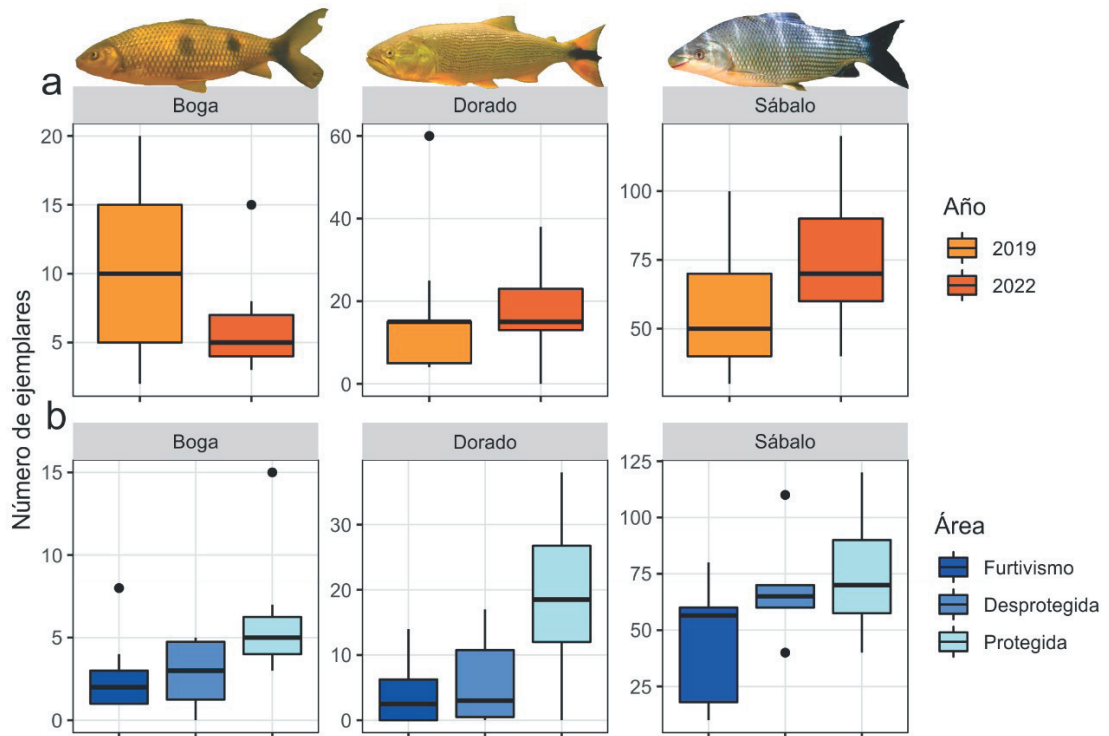 a
Boga
Dorado
Sábalo
20
15
10
5
60
40
20
0
100
75
50
Año
2019
2022
Número de ejemplares
b
Boga
Dorado
Sábalo
15
10
5
0
30
20
10
0
125
100
75
50
25
Área
Furtivismo
Desprotegida
Protegida